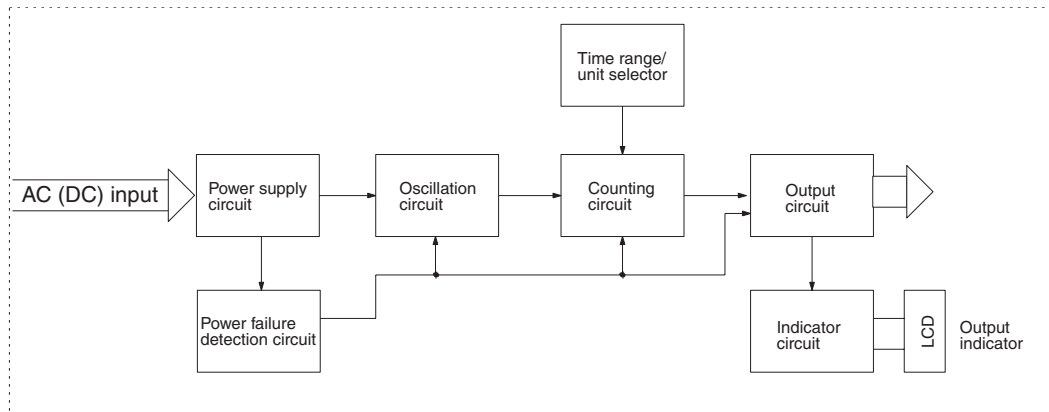 Time range/
unit selector
AC (DC) input
Power supply
circuit
Oscillation
circuit
Counting
circuit
Output
circuit
Power failure
detection circuit
Indicator
circuit
LCD
Output
indicator